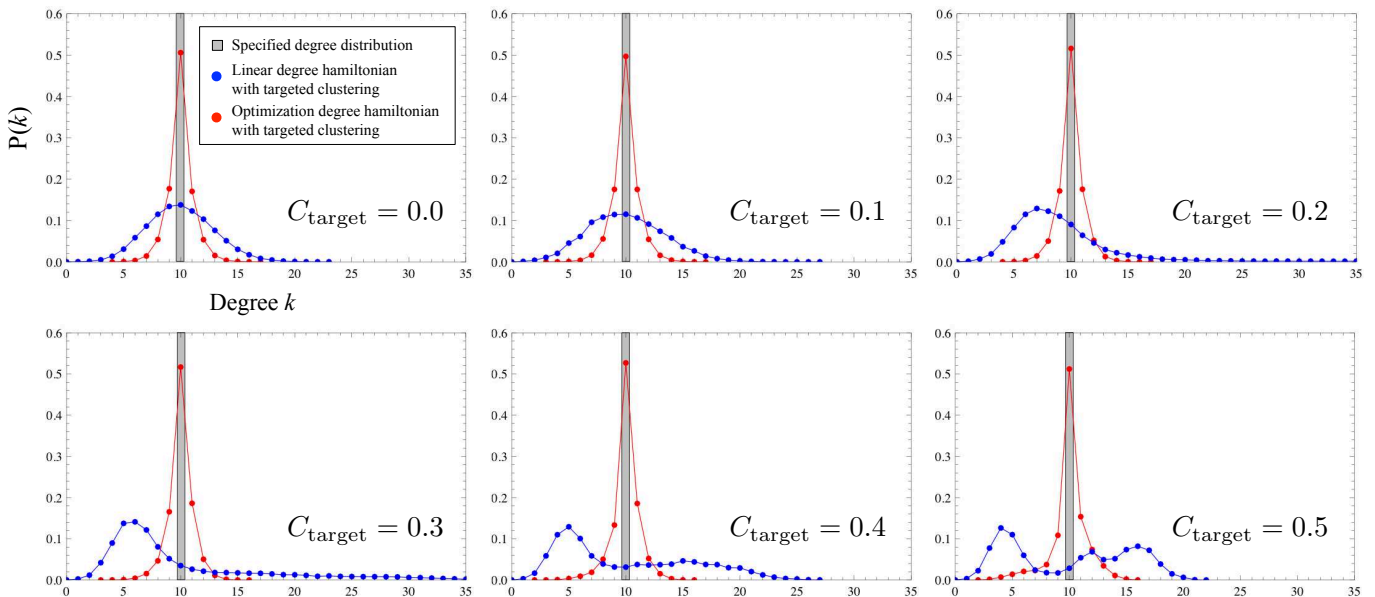 0.6
0.5
0.4
0.3
0.2
0.1
0.0
P(k)
Specified degree distribution
Linear degree hamiltonian
with targeted clustering
Optimization degree hamiltonian
with targeted clustering
C_target = 0.0
0 5 10 15 20 25 30 35
Degree k
0.6
0.5
0.4
0.3
0.2
0.1
0.0
C_target = 0.1
0 5 10 15 20 25 30 35
0.6
0.5
0.4
0.3
0.2
0.1
0.0
C_target = 0.2
0 5 10 15 20 25 30 35
0.6
0.5
0.4
0.3
0.2
0.1
0.0
C_target = 0.3
0 5 10 15 20 25 30 35
0.6
0.5
0.4
0.3
0.2
0.1
0.0
C_target = 0.4
0 5 10 15 20 25 30 35
0.6
0.5
0.4
0.3
0.2
0.1
0.0
C_target = 0.5
0 5 10 15 20 25 30 35